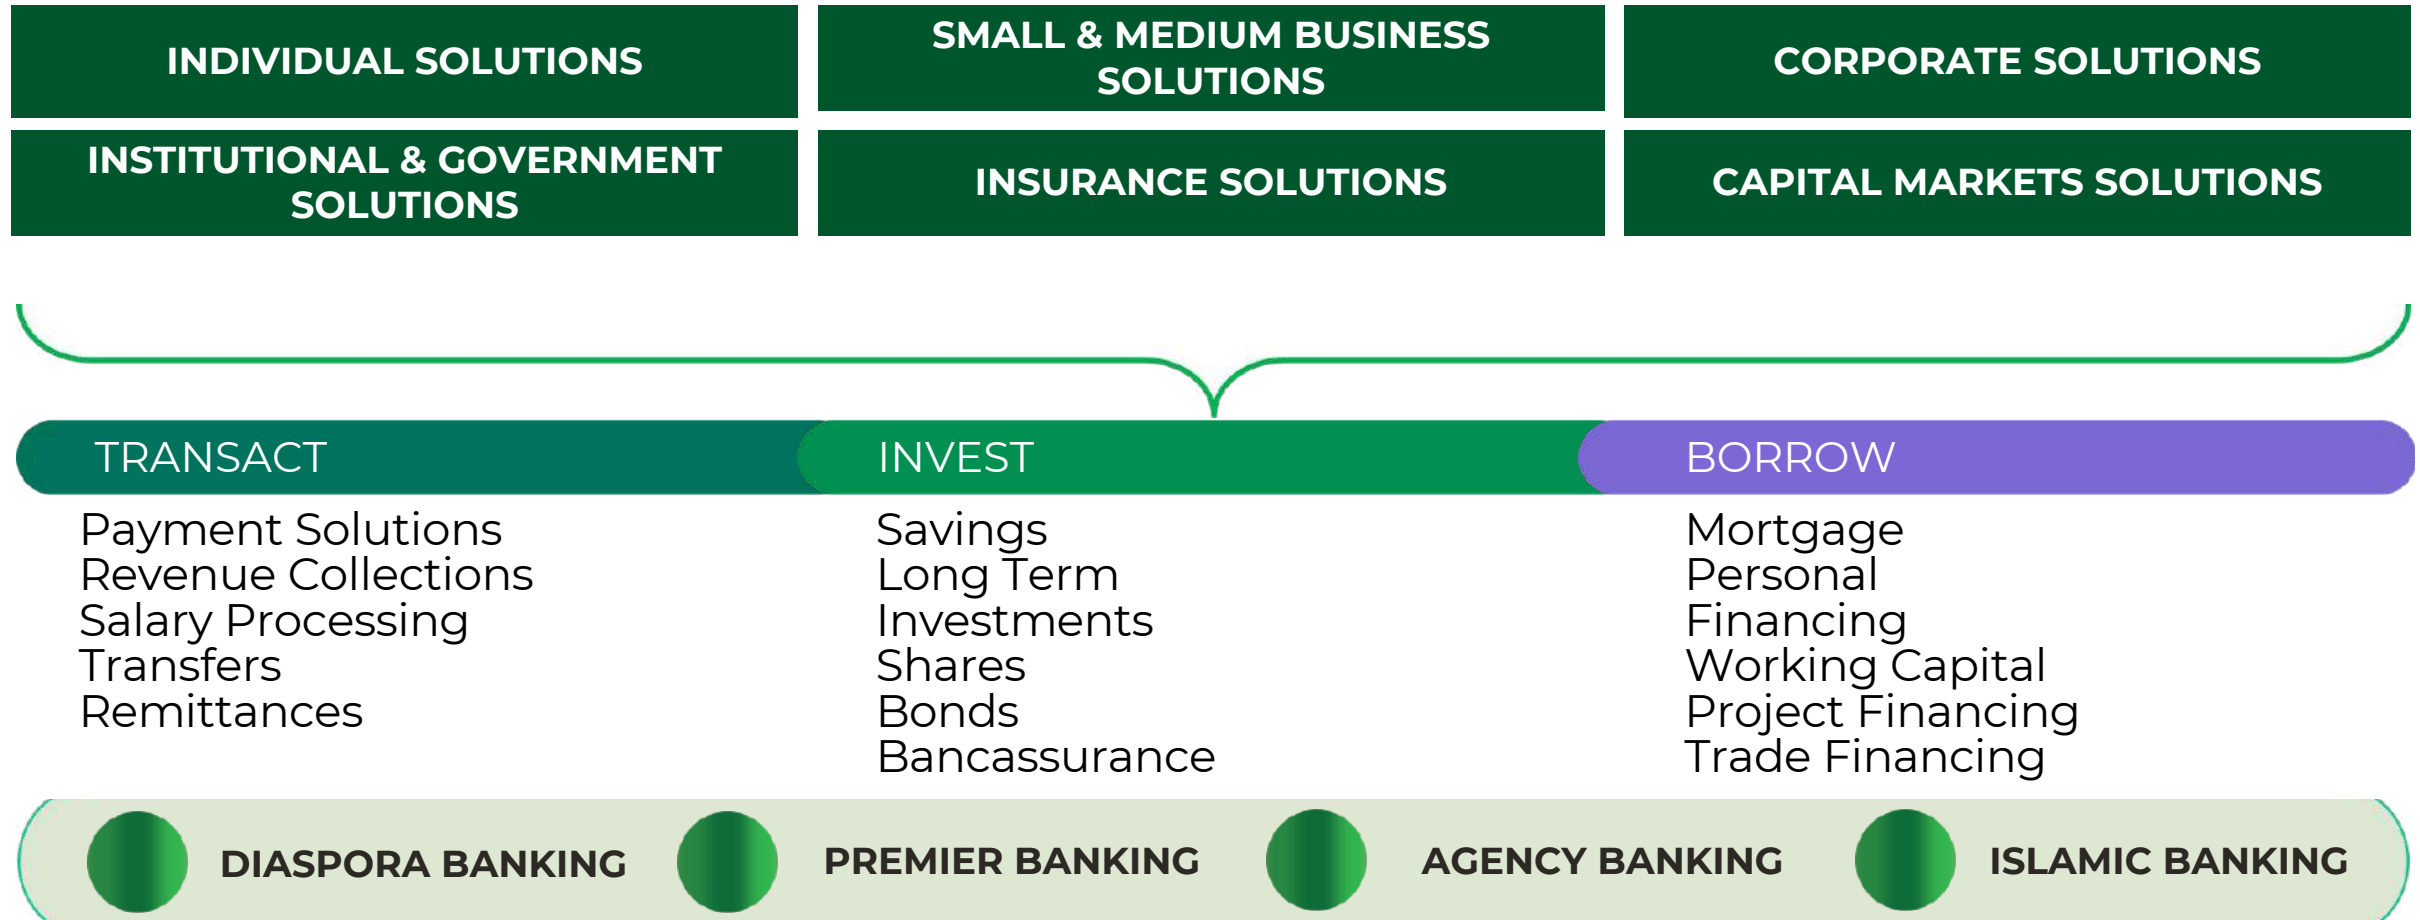 INDIVIDUAL SOLUTIONS
SMALL & MEDIUM BUSINESS
SOLUTIONS
CORPORATE SOLUTIONS
INSTITUTIONAL & GOVERNMENT
SOLUTIONS
INSURANCE SOLUTIONS
CAPITAL MARKETS SOLUTIONS
TRANSACT
Payment Solutions
Revenue Collections
Salary Processing
Transfers
Remittances
INVEST
Savings
Long Term
Investments
Shares
Bonds
Bancassurance
BORROW
Mortgage
Personal
Financing
Working Capital
Project Financing
Trade Financing
DIASPORA BANKING
PREMIER BANKING
AGENCY BANKING
ISLAMIC BANKING